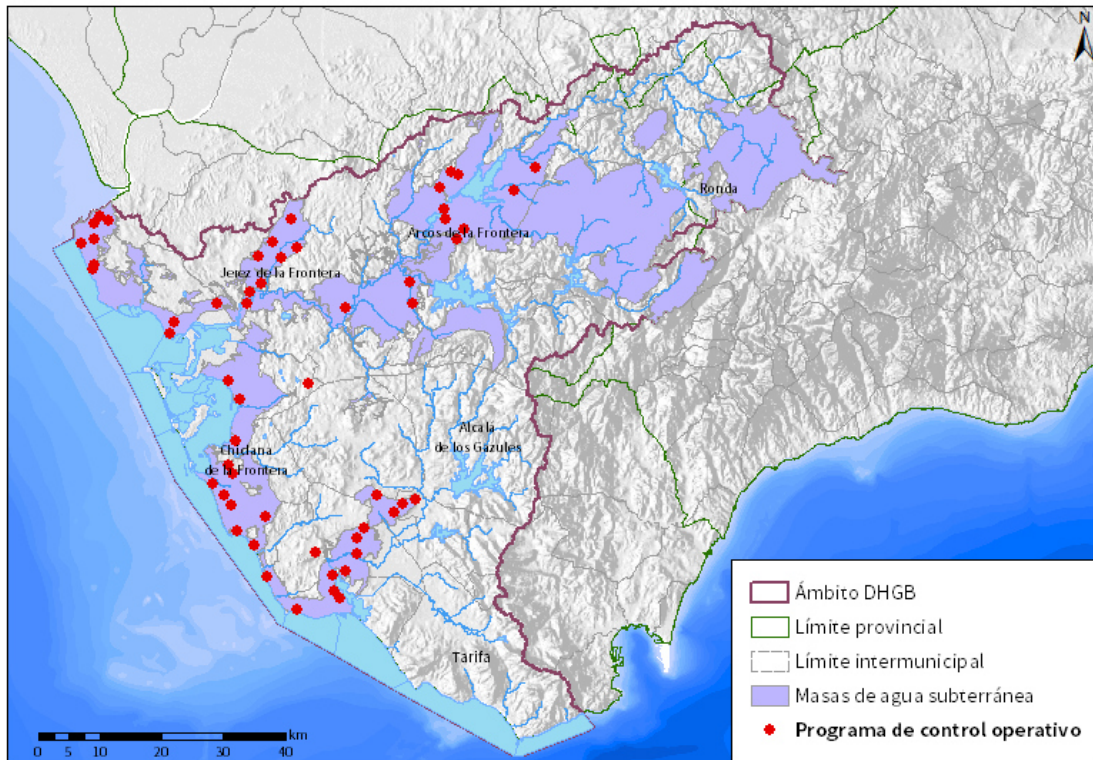 N
Ronda
Arcos de la Frontera
Jerez de la Frontera
Alcala
de los Gazules
Chiclana
de la Frontera
Tarifa
Ámbito DHGB
Límite provincial
Límite intermunicipal
Masas de agua subterránea
Programa de control operativo
km
0 5 10 20 30 40